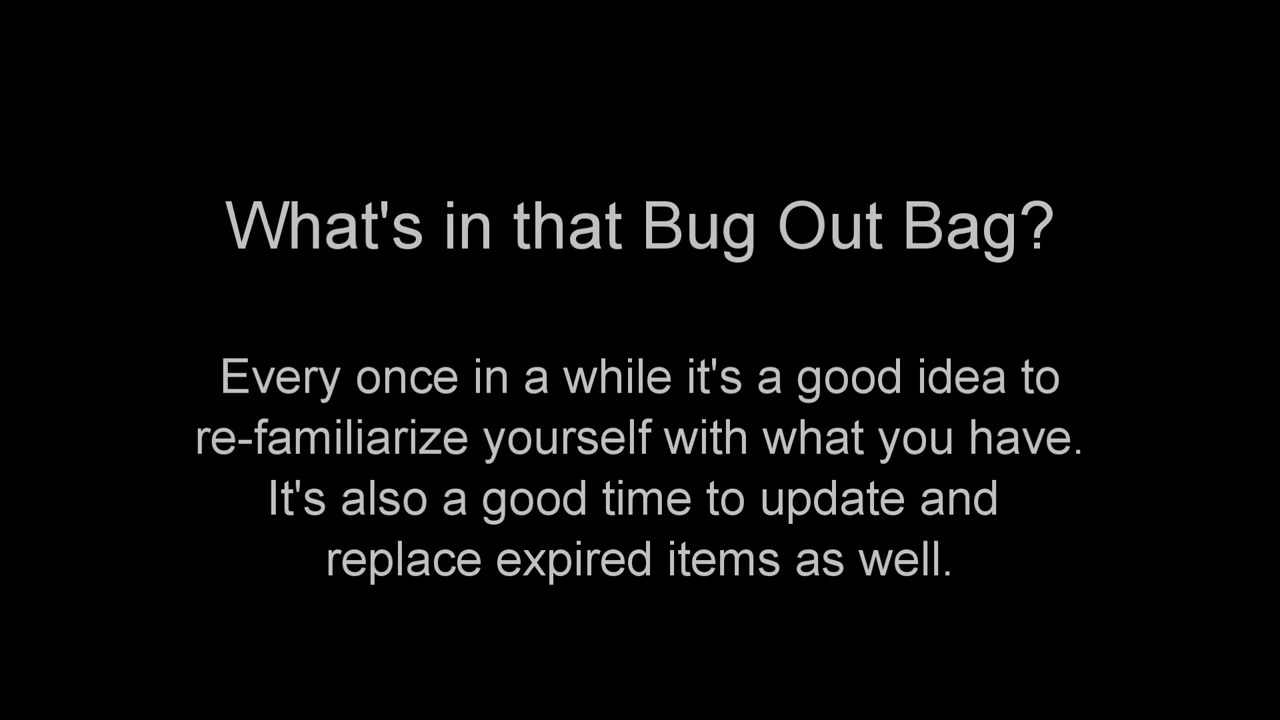 What's in that Bug Out Bag?
Every once in a while it's a good idea to
re-familiarize yourself with what you have.
It's also a good time to update and
replace expired items as well.